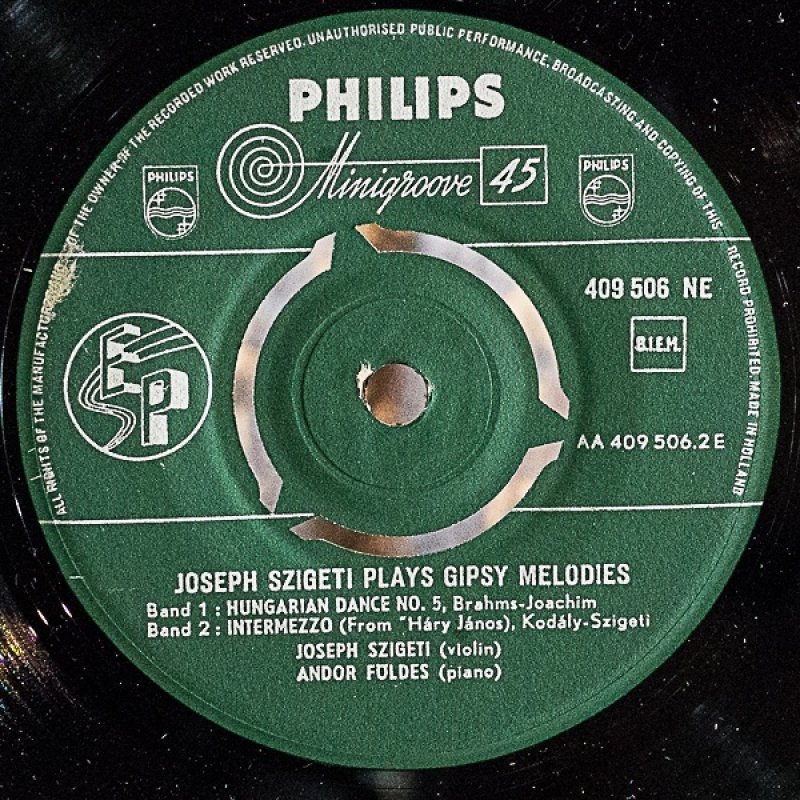 ALL RIGHTS OF THE MANUFACTURER AND OF THE OWNER OF THE RECORDED WORK RESERVED. UNAUTHORISED PUBLIC PERFORMANCE, BROADCASTING AND COPYING OF THIS RECORD PROHIBITED. MADE IN HOLLAND
PHILIPS
Minigroove 45
PHILIPS
PHILIPS
409 506 NE
B.I.E.M.
EP
AA 409 506.2 E
JOSEPH SZIGETI PLAYS GIPSY MELODIES
Band 1 : HUNGARIAN DANCE NO. 5, Brahms-Joachim
Band 2 : INTERMEZZO (From "Háry János), Kodály-Szigeti
JOSEPH SZIGETI (violin)
ANDOR FÖLDES (piano)